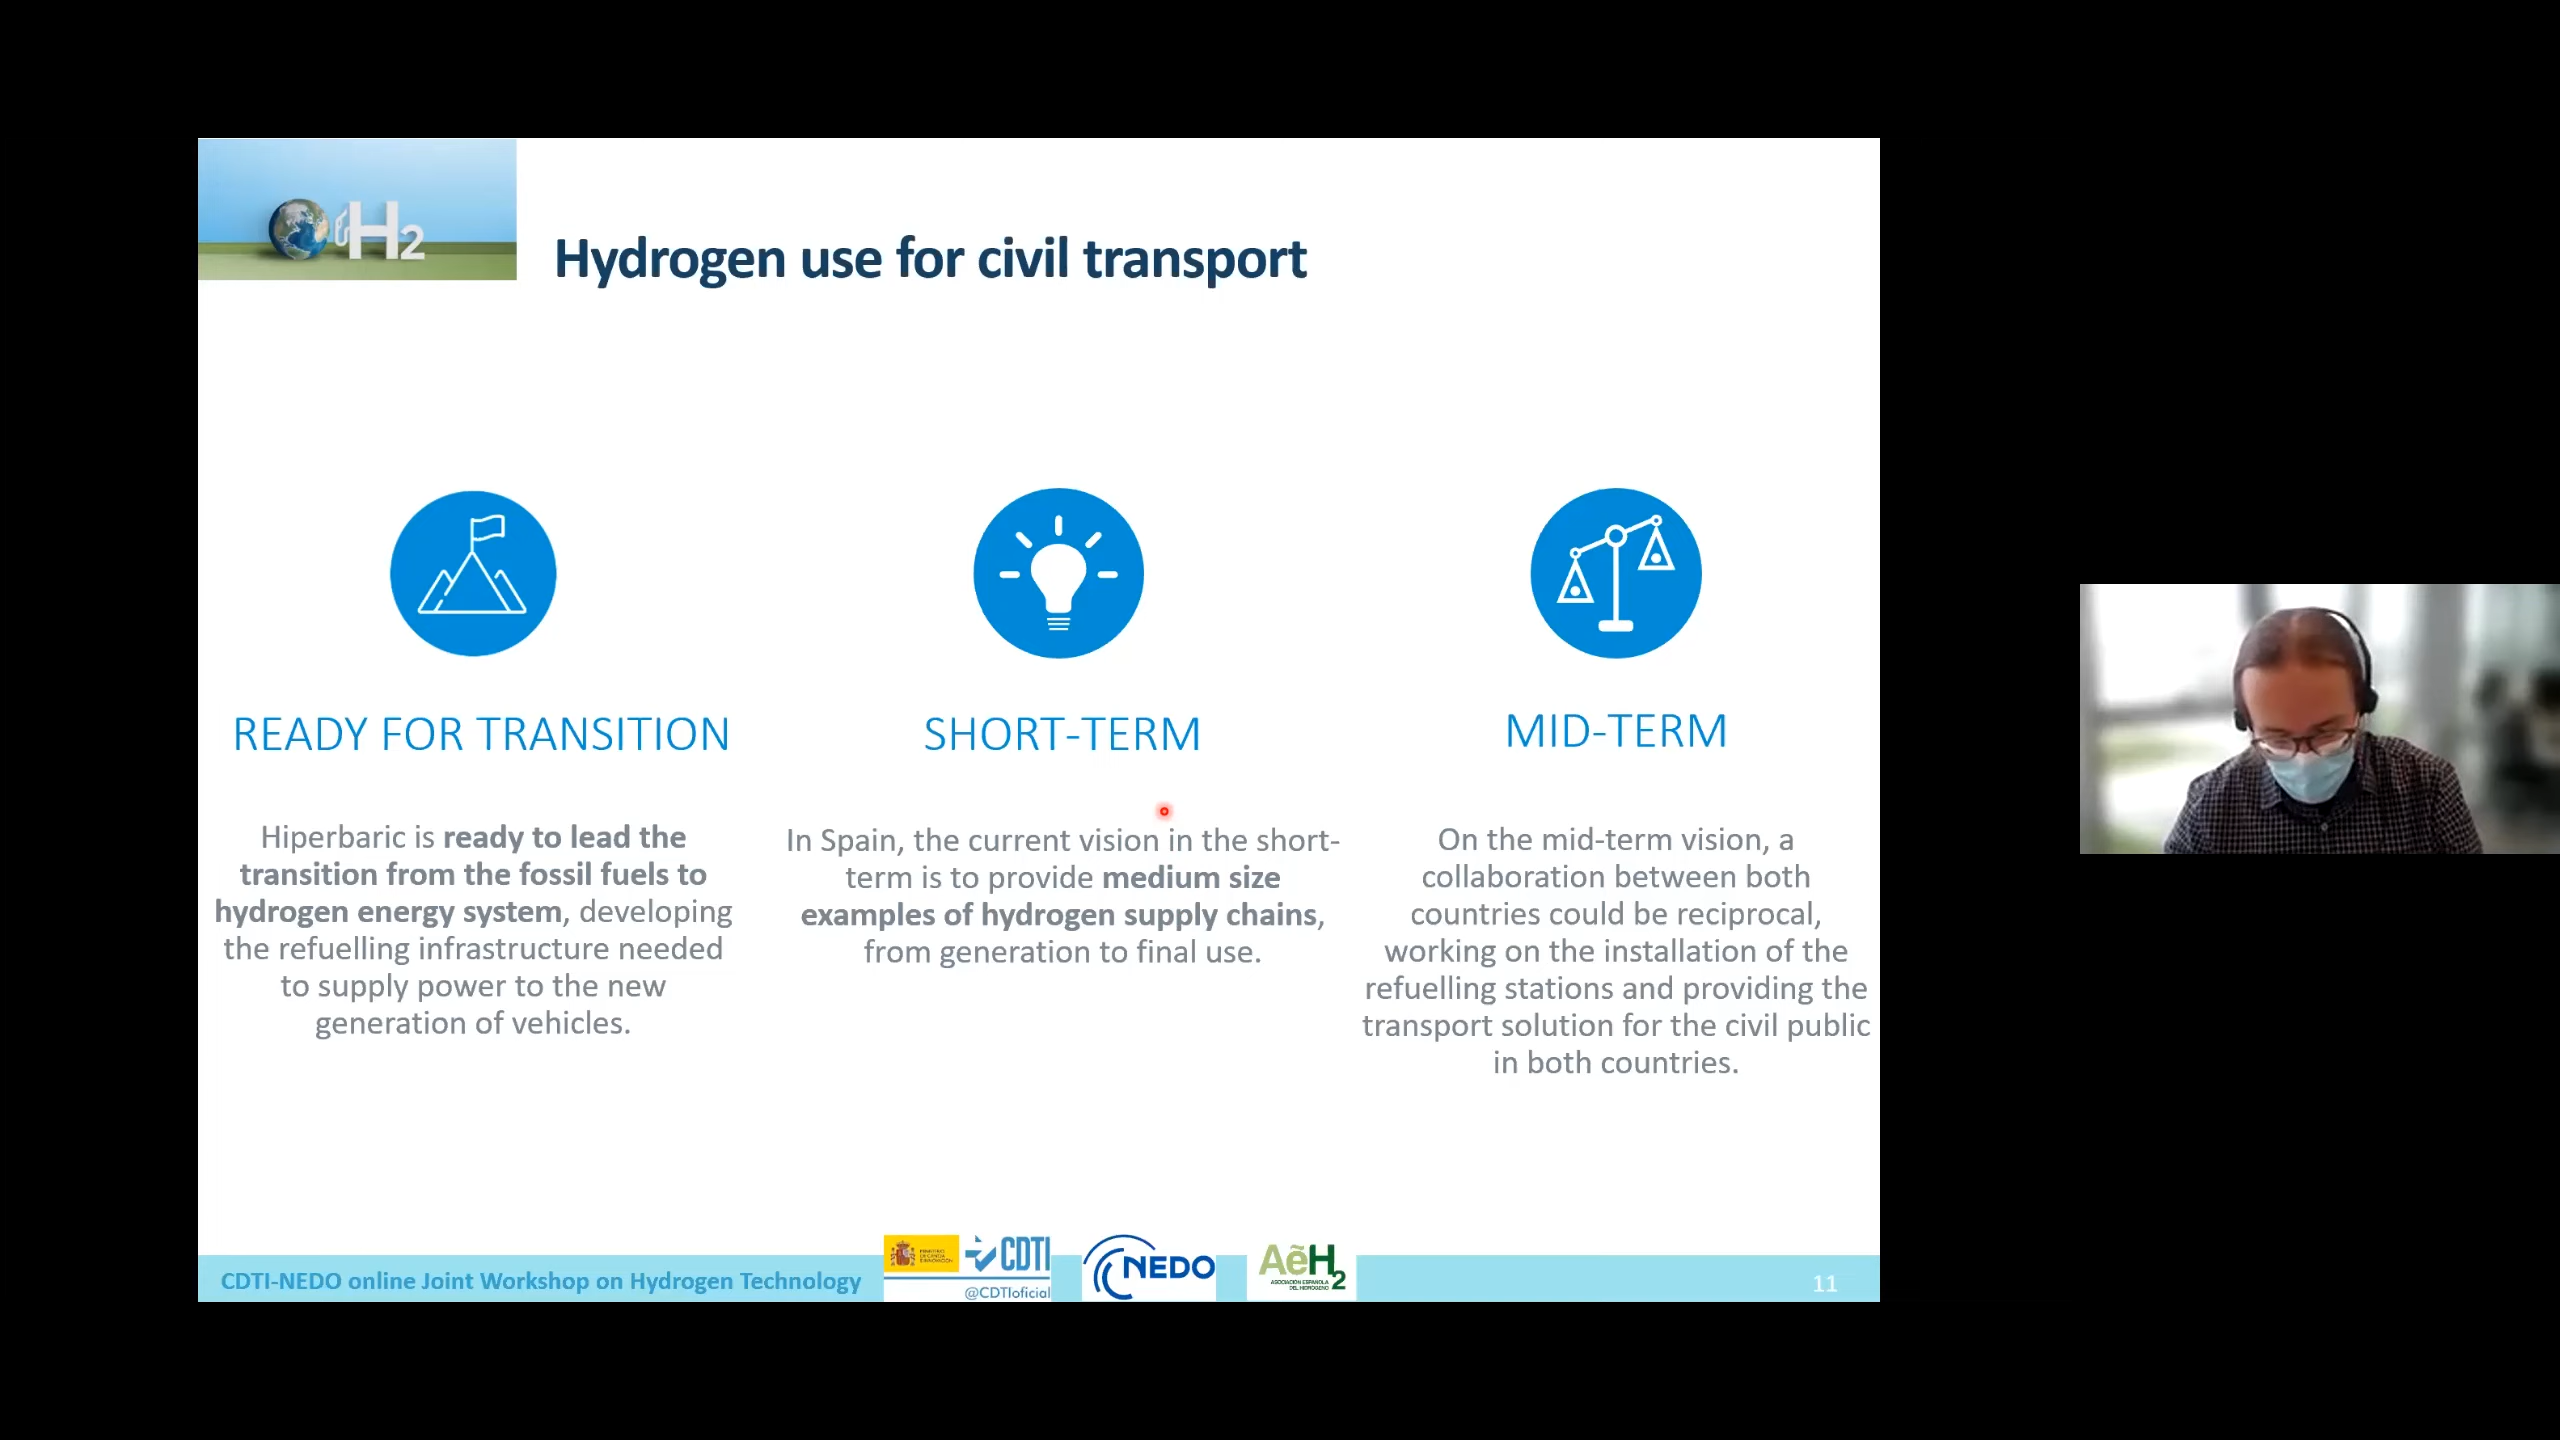 H2
Hydrogen use for civil transport
READY FOR TRANSITION
Hiperbaric is ready to lead the
transition from the fossil fuels to
hydrogen energy system, developing
the refuelling infrastructure needed
to supply power to the new
generation of vehicles.
SHORT-TERM
In Spain, the current vision in the short-
term is to provide medium size
examples of hydrogen supply chains,
from generation to final use.
MID-TERM
On the mid-term vision, a
collaboration between both
countries could be reciprocal,
working on the installation of the
refuelling stations and providing the
transport solution for the civil public
in both countries.
CDTI-NEDO online Joint Workshop on Hydrogen Technology
CDTI
@CDTIoficial
NEDO
AeH2
ASOCIACIÓN ESPAÑOLA
DEL HIDRÓGENO
11